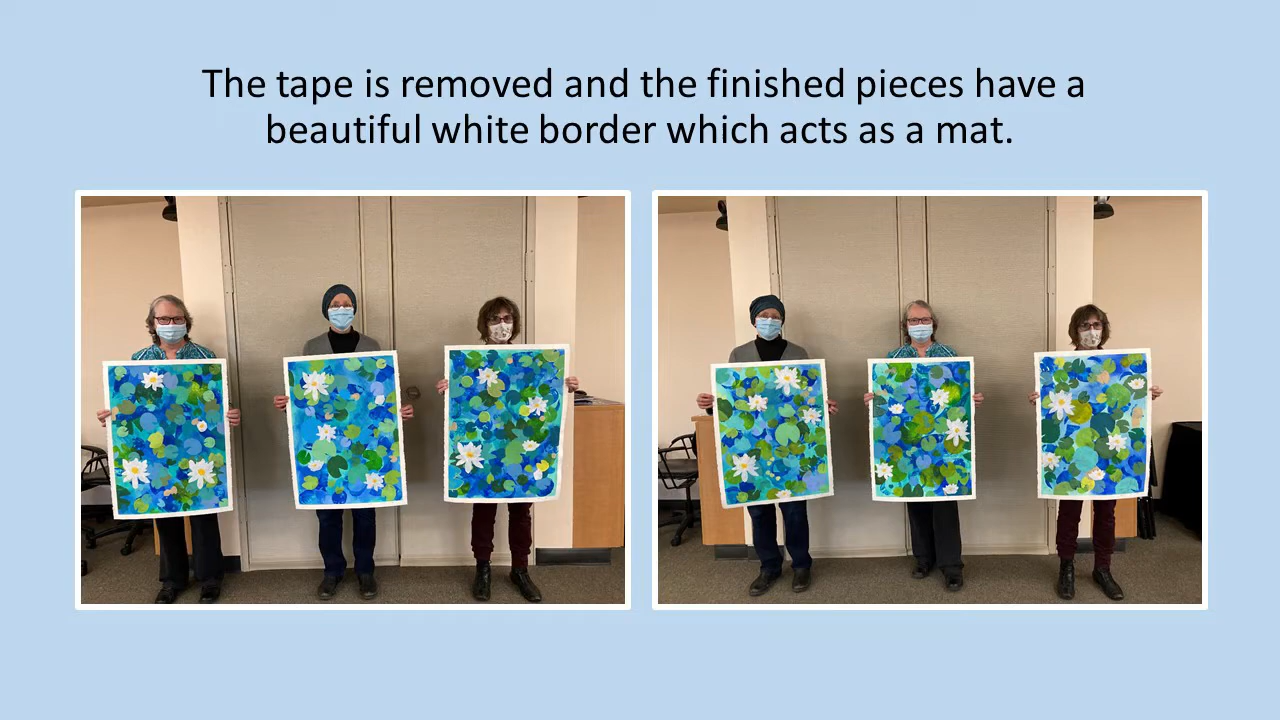 The tape is removed and the finished pieces have a
beautiful white border which acts as a mat.